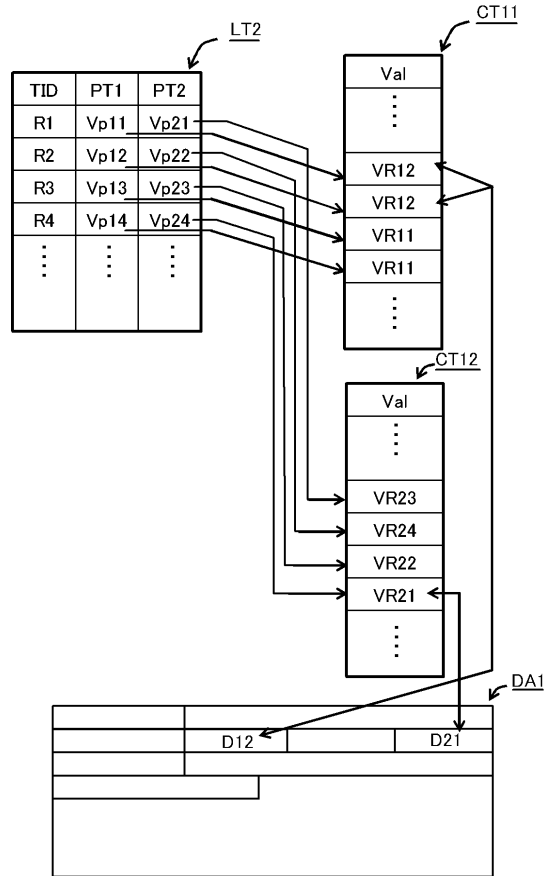 LT2
TID PT1 PT2
R1 Vp11 Vp21
R2 Vp12 Vp22
R3 Vp13 Vp23
R4 Vp14 Vp24
CT11
Val
VR12
VR12
VR11
VR11
CT12
Val
VR23
VR24
VR22
VR21
DA1
D12 D21